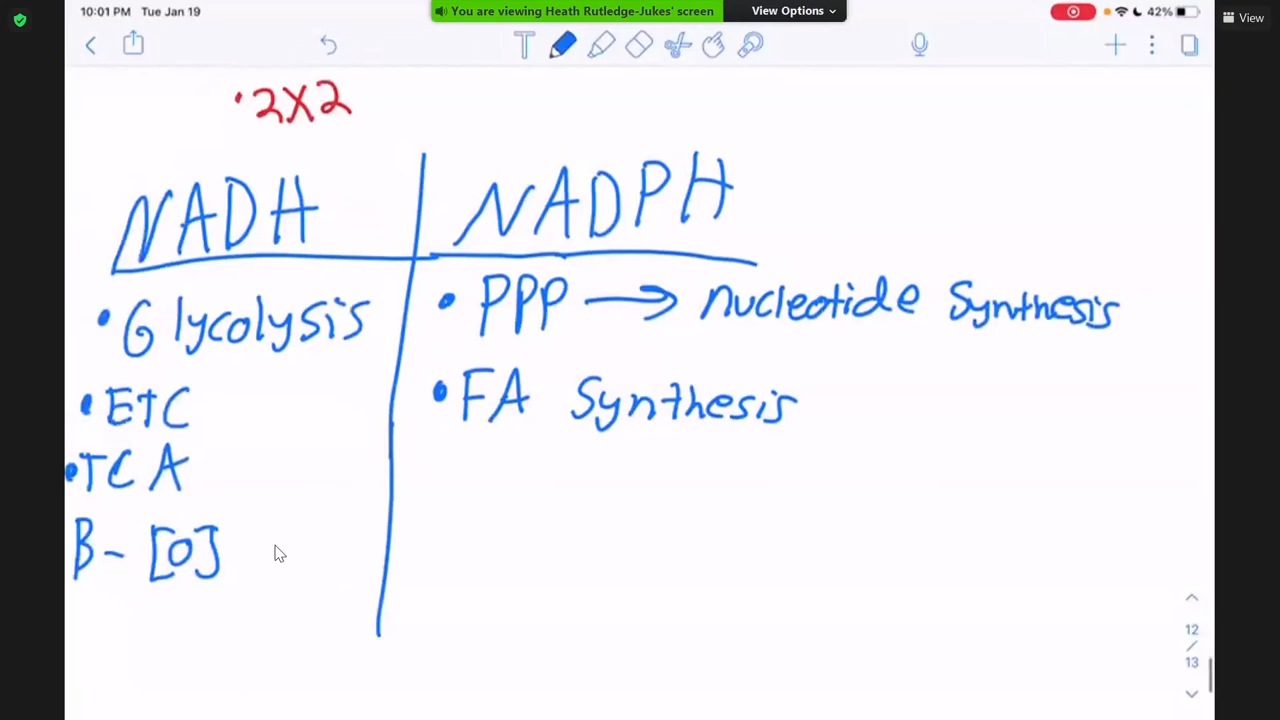 10:01 PM Tue Jan 19
You are viewing Heath Rutledge-Jukes' screen
View Options
42%
View
T
• 2X2
NADH
NADPH
• Glycolysis
• PPP → nucleotide Synthesis
• ETC
• FA Synthesis
• TCA
B- [O]
12
/
13